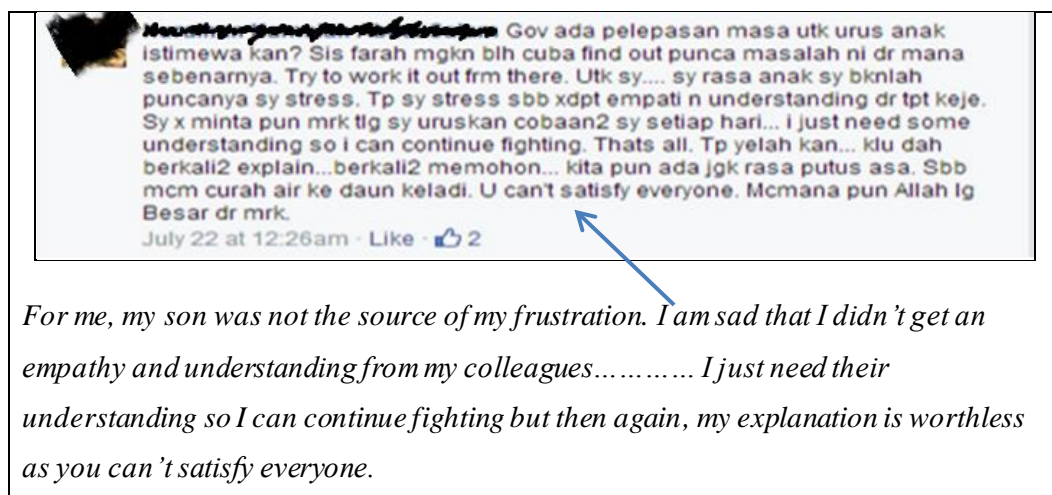 Gov ada pelepasan masa utk urus anak
istimewa kan? Sis farah mgkn blh cuba find out punca masalah ni dr mana
sebenarnya. Try to work it out frm there. Utk sy.... sy rasa anak sy bknlah
puncanya sy stress. Tp sy stress sbb xdpt empati n understanding dr tpt keje.
Sy x minta pun mrk tlg sy uruskan cobaan2 sy setiap hari... i just need some
understanding so i can continue fighting. Thats all. Tp yelah kan... klu dah
berkali2 explain...berkali2 memohon... kita pun ada jgk rasa putus asa. Sbb
mcm curah air ke daun keladi. U can't satisfy everyone. Mcmana pun Allah lg
Besar dr mrk.
July 22 at 12:26am · Like · 2
For me, my son was not the source of my frustration. I am sad that I didn't get an
empathy and understanding from my colleagues………… I just need their
understanding so I can continue fighting but then again, my explanation is worthless
as you can't satisfy everyone.